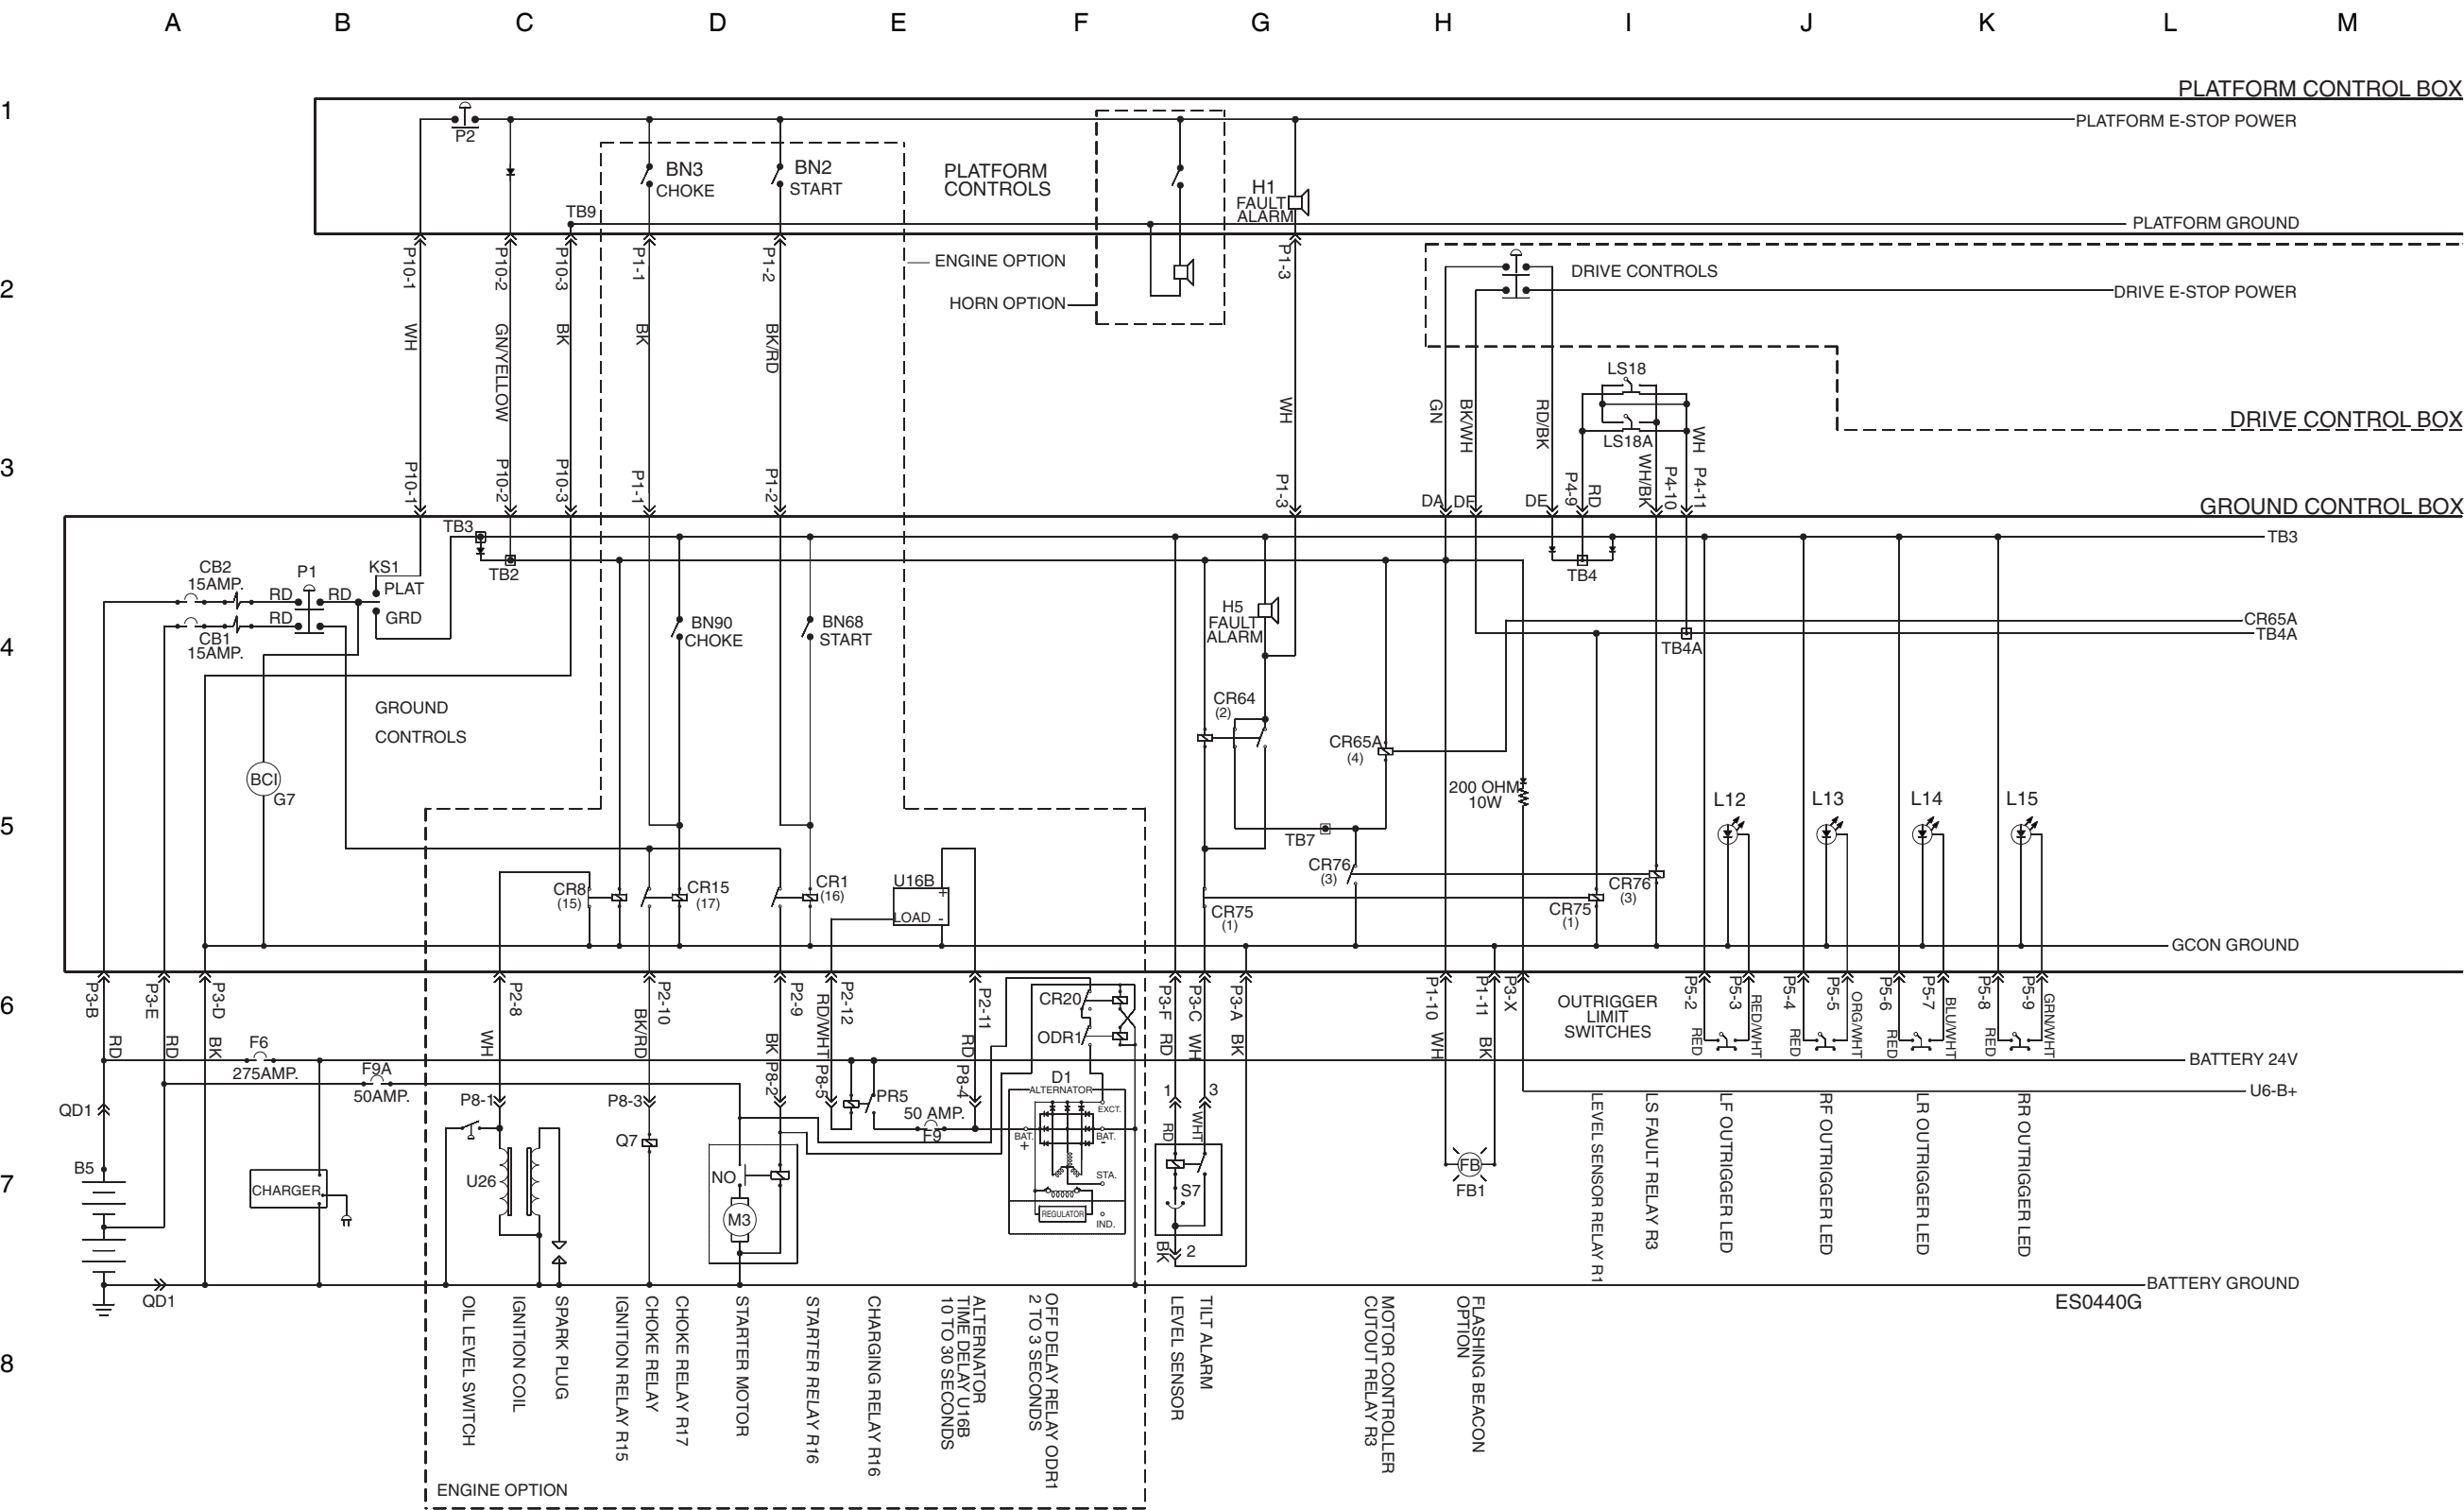 A B C D E F G H I J K L M
1
PLATFORM CONTROL BOX
P2
PLATFORM E-STOP POWER
BN3
CHOKE
BN2
START
PLATFORM
CONTROLS
H1
FAULT
ALARM
TB9
PLATFORM GROUND
2
P10-1
P10-2
P10-3
P1-1
P1-2
P1-3
ENGINE OPTION
HORN OPTION
DRIVE CONTROLS
DRIVE E-STOP POWER
WH
GN/YELLOW
BK
BK
BK/RD
WH
GN
BK/WH
RD/BK
LS18
LS18A
DRIVE CONTROL BOX
3
P10-1
P10-2
P10-3
P1-1
P1-2
P1-3
DA
DF
DE
P4-9
RD
WH/BK
P4-10
WH
P4-11
GROUND CONTROL BOX
TB3
TB2
TB4
TB3
CB2
15AMP.
RD
P1
RD
KS1
PLAT
GRD
RD
CB1
15AMP.
4
BN90
CHOKE
BN68
START
H5
FAULT
ALARM
CR65A
TB4A
TB4A
GROUND
CONTROLS
CR64
(2)
CR65A
(4)
BCI
G7
200 OHM
10W
L12
L13
L14
L15
5
TB7
CR8
(15)
CR15
(17)
CR1
(16)
U16B
+
LOAD -
CR76
(3)
CR75
(1)
CR76
(3)
CR75
(1)
GCON GROUND
6
P3-B
P3-E
P3-D
P2-8
P2-10
P2-9
P2-12
P2-11
P3-F
P3-C
P3-A
P1-10
P1-11
P3-X
P5-2
P5-3
P5-4
P5-5
P5-6
P5-7
P5-8
P5-9
RD
RD
BK
WH
BK/RD
BK
RD/WHT
RD
RD
WH
BK
WH
BK
RED
RED/WHT
RED
ORG/WHT
RED
BLU/WHT
RED
GRN/WHT
CR20
ODR1
OUTRIGGER
LIMIT
SWITCHES
F6
275AMP.
F9A
50AMP.
BATTERY 24V
U6-B+
QD1
P8-1
P8-3
P8-2
P8-5
P8-4
PR5
50 AMP.
F9
D1
ALTERNATOR
EXCT.
BAT.
+
BAT.
-
STA.
REGULATOR
IND.
1
3
RD
WHT
S7
BK
2
7
B5
CHARGER
U26
Q7
NO
M3
FB
FB1
LEVEL SENSOR RELAY R1
LS FAULT RELAY R3
LF OUTRIGGER LED
RF OUTRIGGER LED
LR OUTRIGGER LED
RR OUTRIGGER LED
QD1
BATTERY GROUND
ES0440G
8
OIL LEVEL SWITCH
IGNITION COIL
SPARK PLUG
IGNITION RELAY R15
CHOKE RELAY
CHOKE RELAY R17
STARTER MOTOR
STARTER RELAY R16
CHARGING RELAY R16
ALTERNATOR
TIME DELAY U16B
10 TO 30 SECONDS
OFF DELAY RELAY ODR1
2 TO 3 SECONDS
LEVEL SENSOR
TILT ALARM
MOTOR CONTROLLER
CUTOUT RELAY R3
FLASHING BEACON
OPTION
ENGINE OPTION